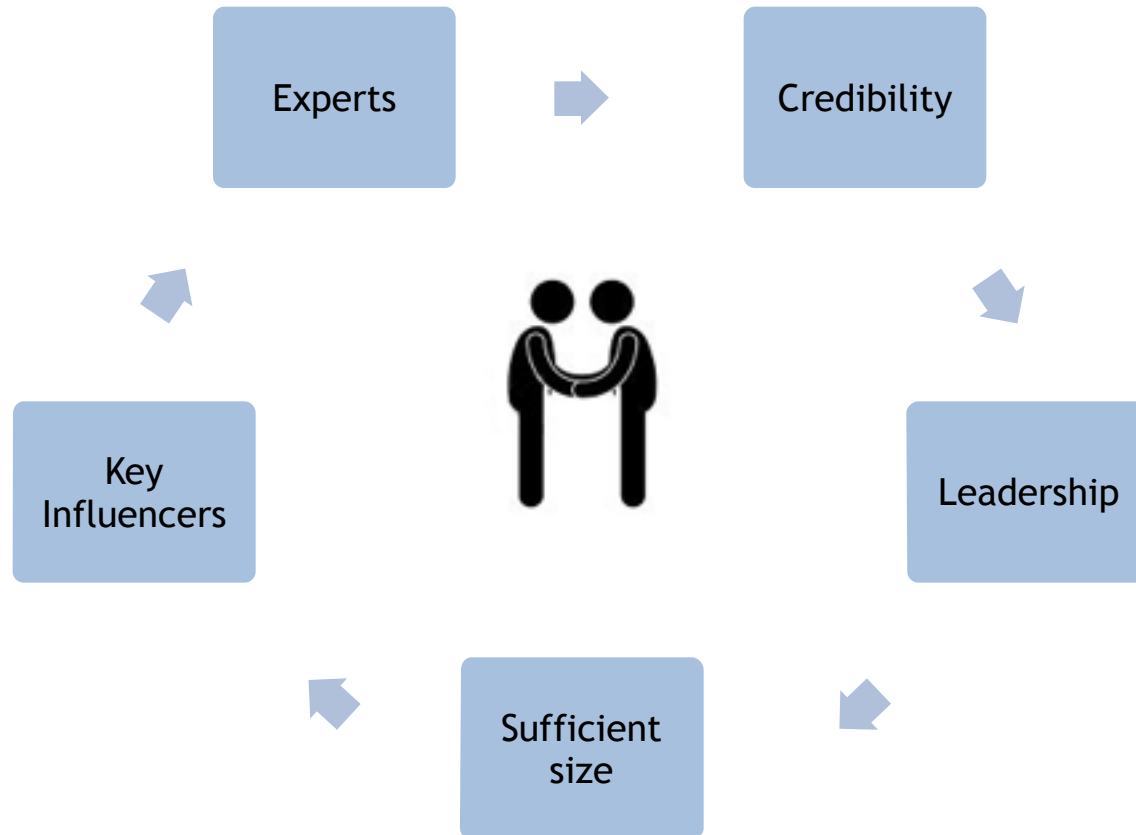 Experts
Credibility
Key
Influencers
Leadership
Sufficient
size